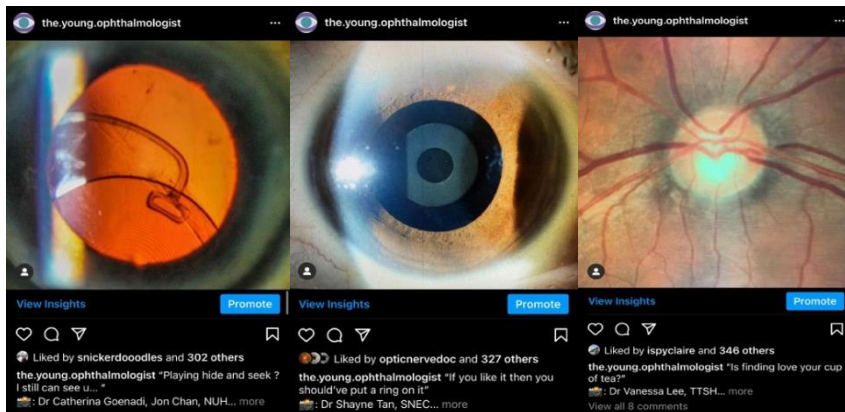 the.young.ophthalmologist ...
View Insights
Promote
Liked by snickerdooodles and 302 others
the.young.ophthalmologist “Playing hide and seek ?
I still can see u... “
: Dr Catherina Goenadi, Jon Chan, NUH... more
the.young.ophthalmologist ...
View Insights
Promote
Liked by opticnervedoc and 327 others
the.young.ophthalmologist “If you like it then you
should’ve put a ring on it”
: Dr Shayne Tan, SNEC... more
the.young.ophthalmologist ...
View Insights
Promote
Liked by ispyclaire and 346 others
the.young.ophthalmologist “Is finding love your cup
of tea?”
: Dr Vanessa Lee, TTSH... more
View all 8 comments